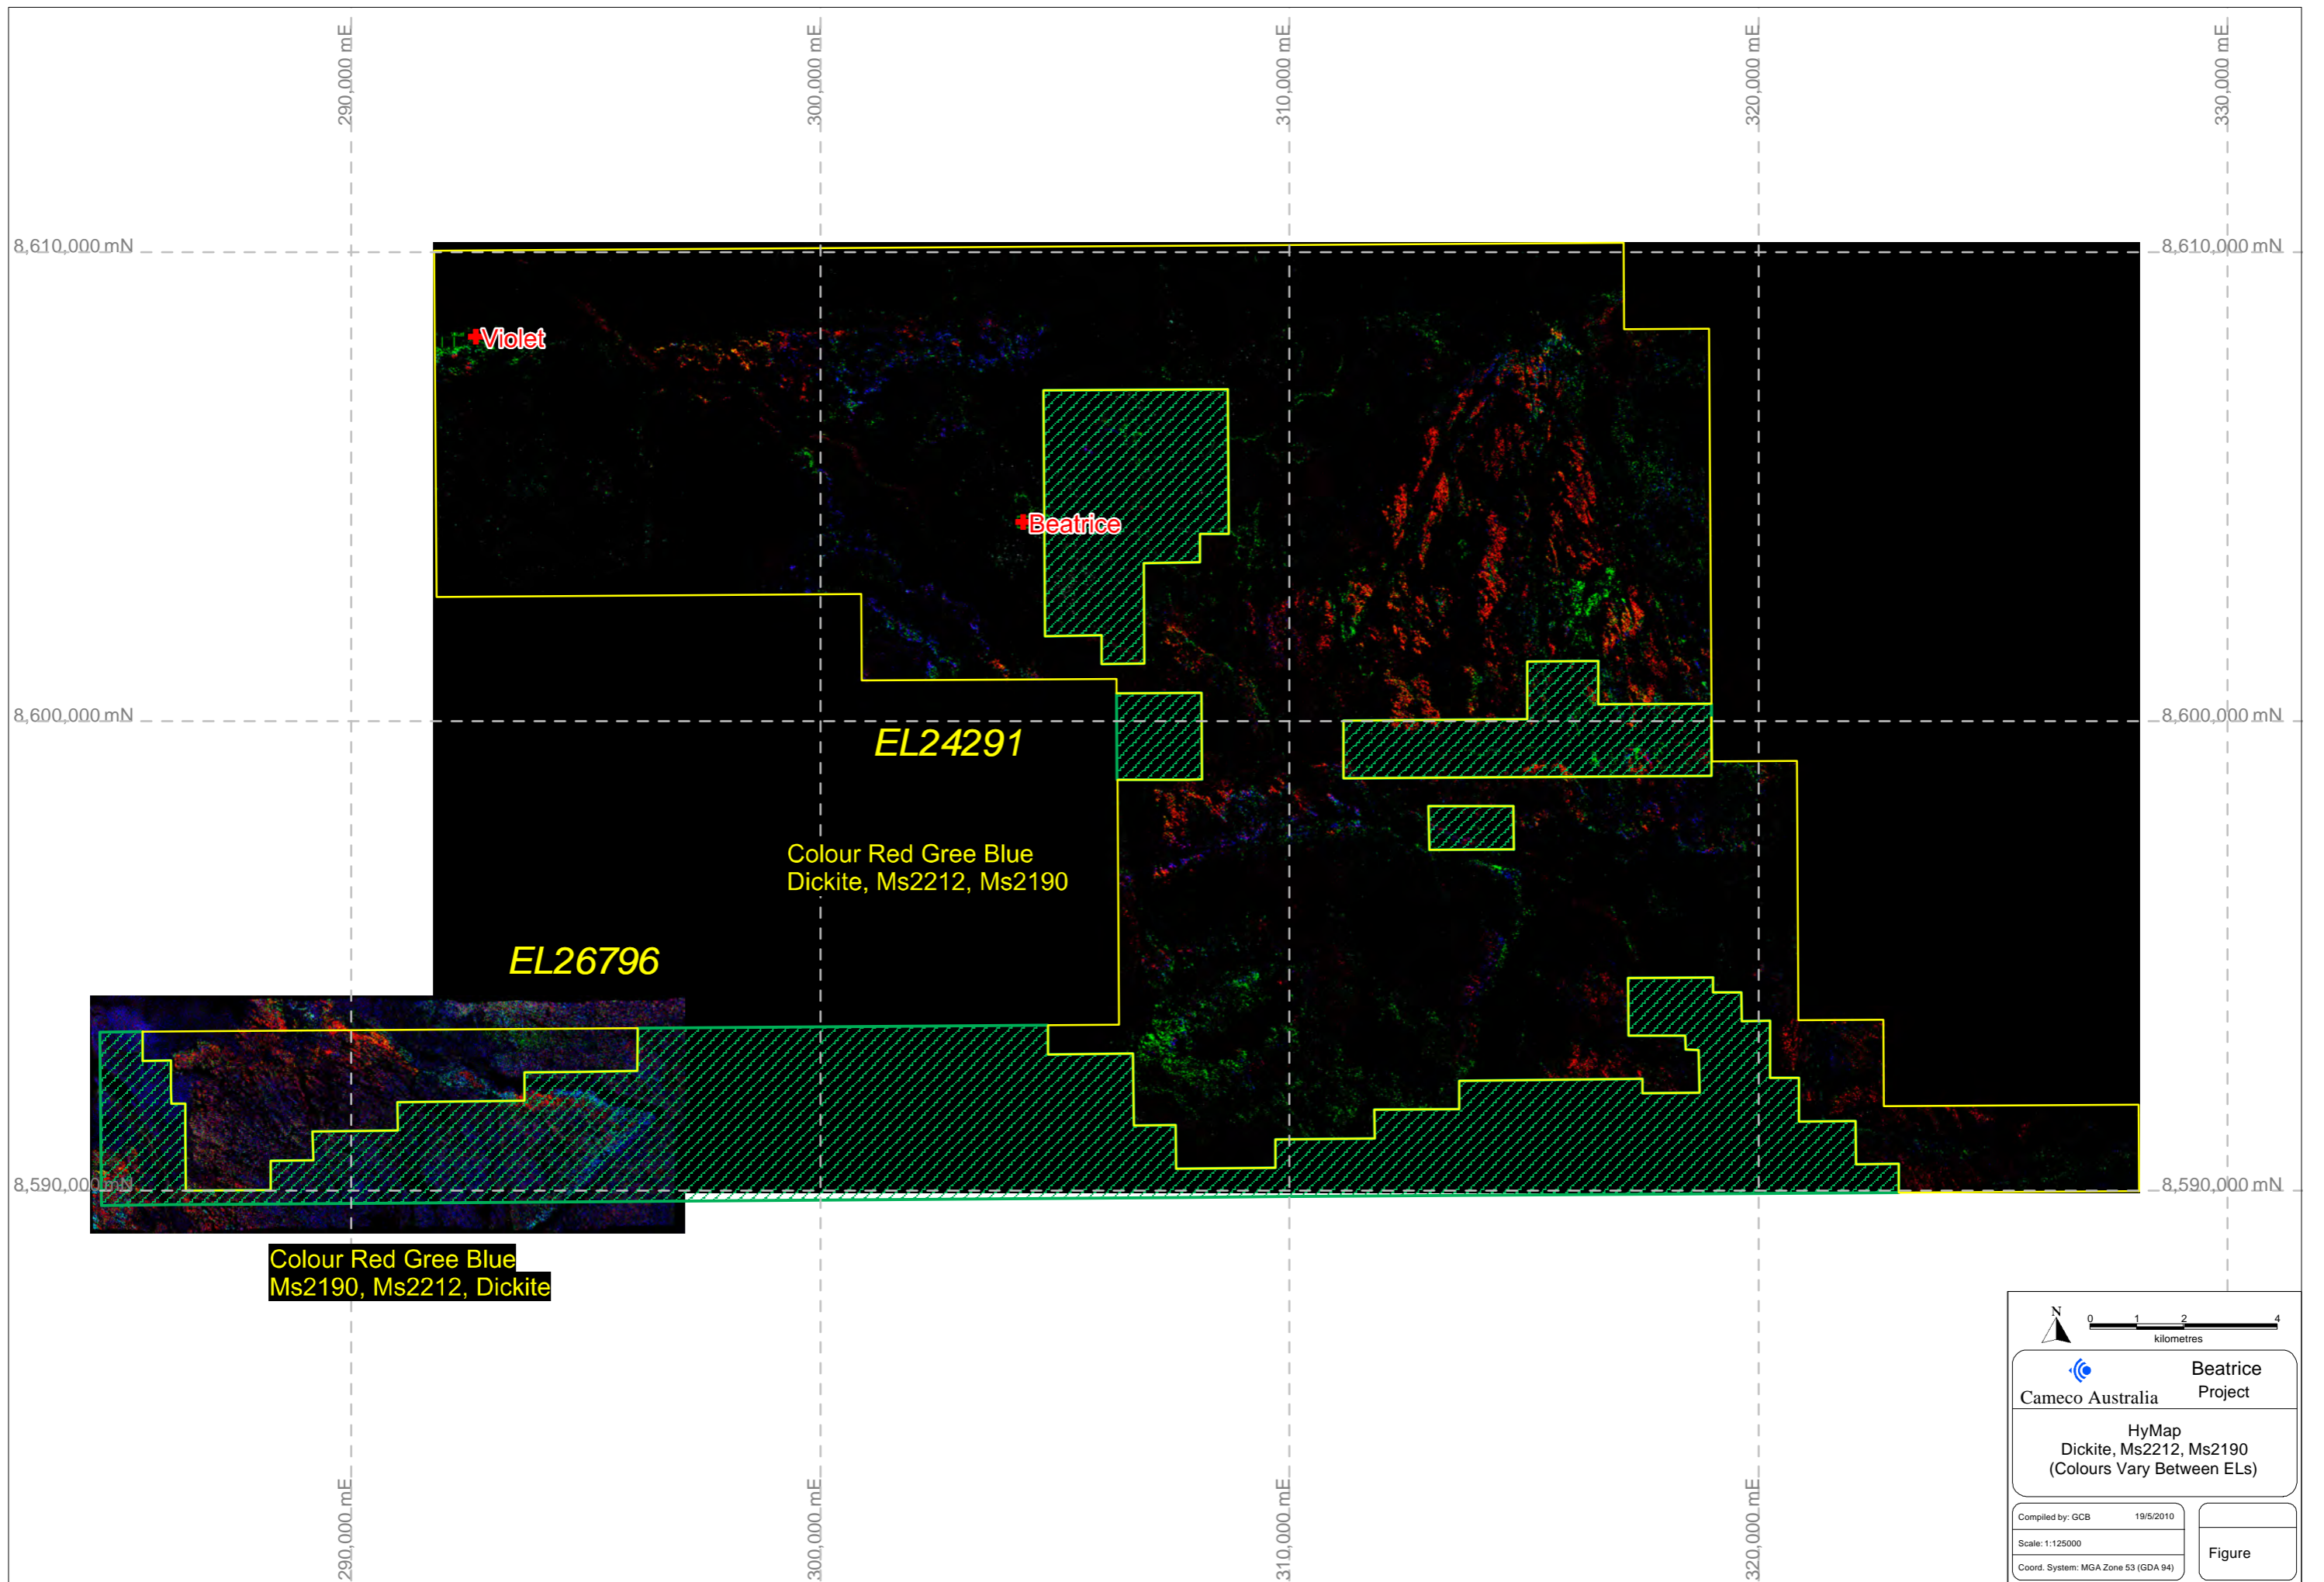 290,000 mE
300,000 mE
310,000 mE
320,000 mE
330,000 mE
8,610,000 mN
8,610,000 mN
Violet
Beatrice
8,600,000 mN
8,600,000 mN
EL24291
Colour Red Gree Blue
Dickite, Ms2212, Ms2190
EL26796
8,590,000 mN
8,590,000 mN
Colour Red Gree Blue
Ms2190, Ms2212, Dickite
290,000 mE
300,000 mE
310,000 mE
320,000 mE
N
0 1 2 4
kilometres
Cameco Australia
Beatrice
Project
HyMap
Dickite, Ms2212, Ms2190
(Colours Vary Between ELs)
Compiled by: GCB 19/5/2010
Scale: 1:125000
Coord. System: MGA Zone 53 (GDA 94)
Figure